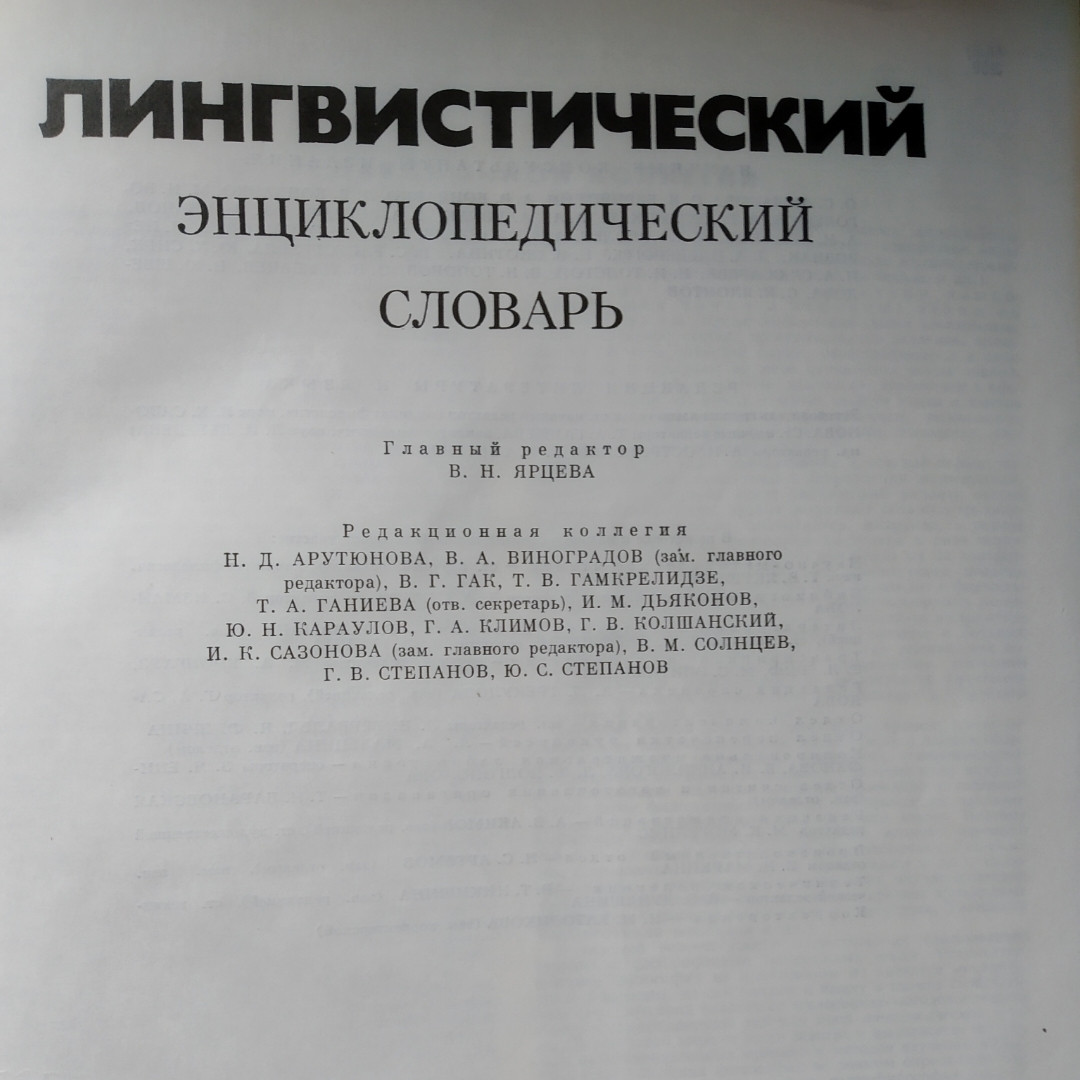 ЛИНГВИСТИЧЕСКИЙ
ЭНЦИКЛОПЕДИЧЕСКИЙ
СЛОВАРЬ
Главный редактор
В. Н. ЯРЦЕВА
Редакционная коллегия
Н. Д. АРУТЮНОВА, В. А. ВИНОГРАДОВ (зам. главного
редактора), В. Г. ГАК, Т. В. ГАМКРЕЛИДЗЕ,
Т. А. ГАНИЕВА (отв. секретарь), И. М. ДЬЯКОНОВ,
Ю. Н. КАРАУЛОВ, Г. А. КЛИМОВ, Г. В. КОЛШАНСКИЙ,
И. К. САЗОНОВА (зам. главного редактора), В. М. СОЛНЦЕВ,
Г. В. СТЕПАНОВ, Ю. С. СТЕПАНОВ